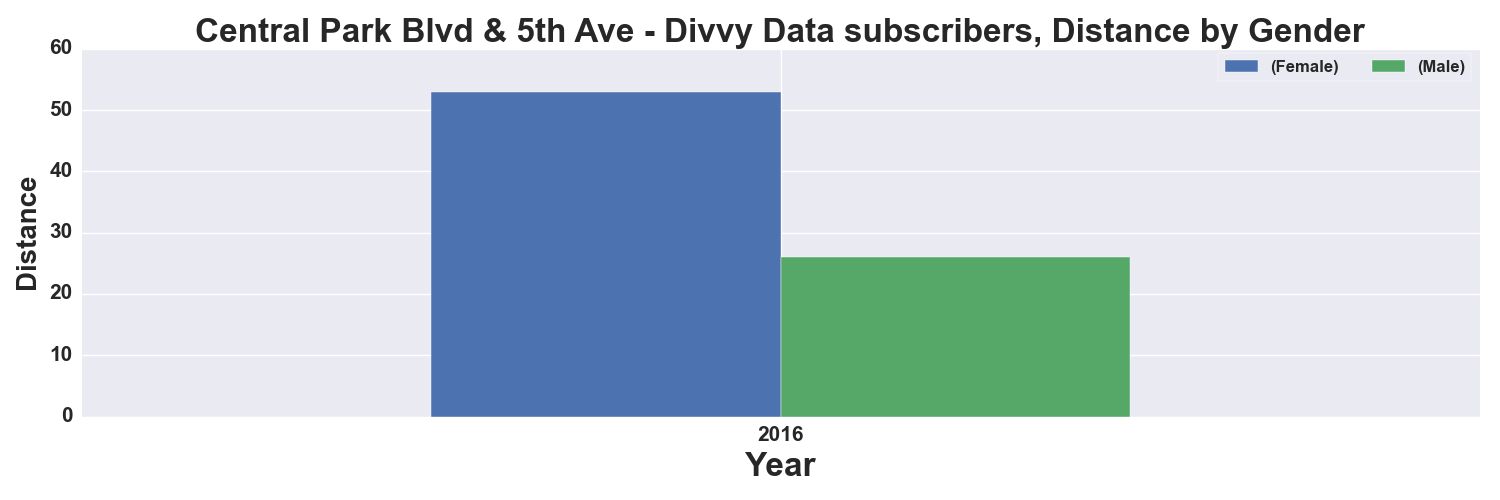 Central Park Blvd & 5th Ave - Divvy Data subscribers, Distance by Gender
(Female) (Male)
60
50
40
30
20
10
0
Distance
2016
Year